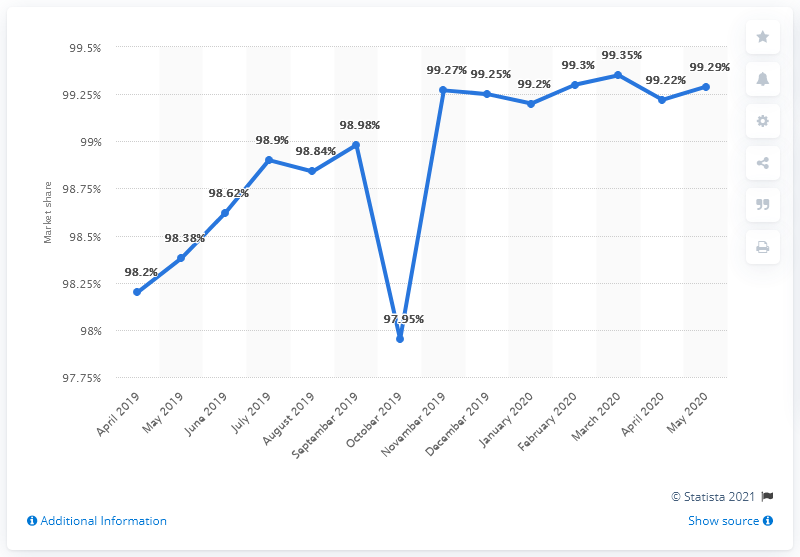 99.5%
99.25%
99%
98.75%
98.5%
98.25%
98%
97.75%
Market share
98.2%
98.38%
98.62%
98.9%
98.84%
98.98%
97.95%
99.27%
99.25%
99.2%
99.3%
99.35%
99.22%
99.29%
April 2019
May 2019
June 2019
July 2019
August 2019
September 2019
October 2019
November 2019
December 2019
January 2020
February 2020
March 2020
April 2020
May 2020
© Statista 2021
Additional Information
Show source